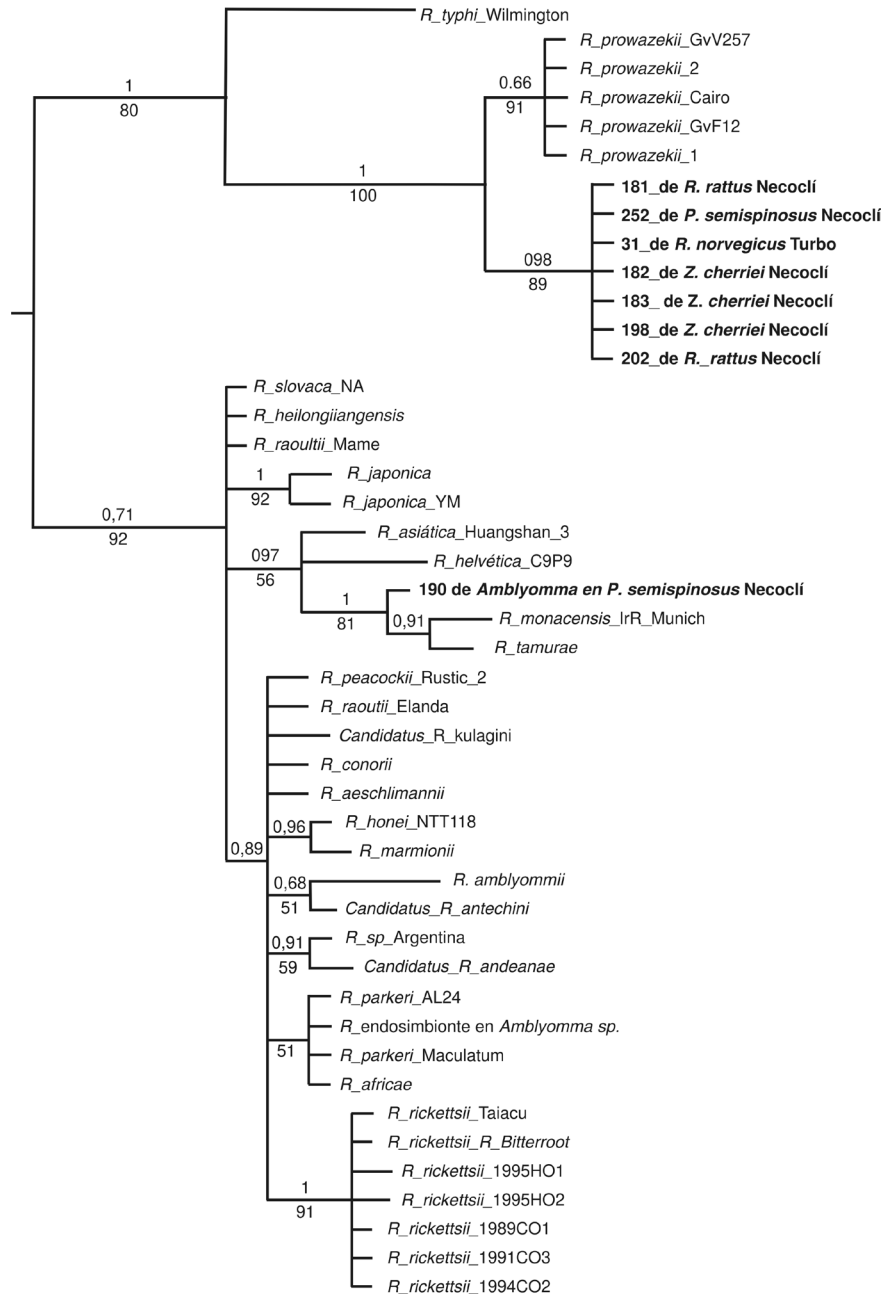 R_typhi_Wilmington
R_prowazekii_GvV257
R_prowazekii_2
0.66
R_prowazekii_Cairo
1
80
91
R_prowazekii_GvF12
R_prowazekii_1
1
100
181_de R. rattus Necoclí
252_de P. semispinosus Necoclí
31_de R. norvegicus Turbo
098
89
182_de Z. cherriei Necoclí
183_ de Z. cherriei Necoclí
198_de Z. cherriei Necoclí
202_de R._rattus Necoclí
R_slovaca_NA
R_heilongiiangensis
R_raoultii_Mame
1
92
R_japonica
R_japonica_YM
0,71
92
R_asiática_Huangshan_3
097
56
R_helvética_C9P9
190 de Amblyomma en P. semispinosus Necoclí
1
81
0,91
R_monacensis_IrR_Munich
R_tamurae
R_peacockii_Rustic_2
R_raoutii_Elanda
Candidatus_R_kulagini
R_conorii
R_aeschlimannii
R_honei_NTT118
0,96
0,89
R_marmionii
0,68
51
R. amblyommii
Candidatus_R_antechini
R_sp_Argentina
0,91
59
Candidatus_R_andeanae
R_parkeri_AL24
R_endosimbionte en Amblyomma sp.
51
R_parkeri_Maculatum
R_africae
R_rickettsii_Taiacu
R_rickettsii_R_Bitterroot
R_rickettsii_1995HO1
1
91
R_rickettsii_1995HO2
R_rickettsii_1989CO1
R_rickettsii_1991CO3
R_rickettsii_1994CO2